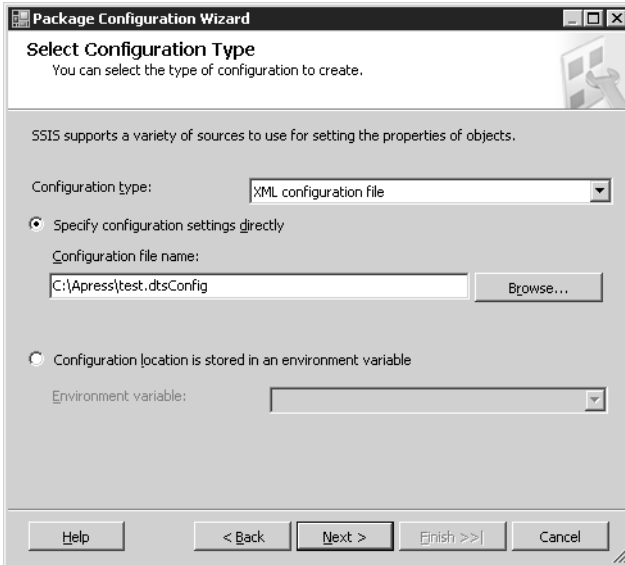 Package Configuration Wizard
Select Configuration Type
You can select the type of configuration to create.
SSIS supports a variety of sources to use for setting the properties of objects.
Configuration type: XML configuration file
Specify configuration settings directly
Configuration file name:
C:\Apress\test.dtsConfig Browse...
Configuration location is stored in an environment variable
Environment variable:
Help < Back Next > Finish >>| Cancel